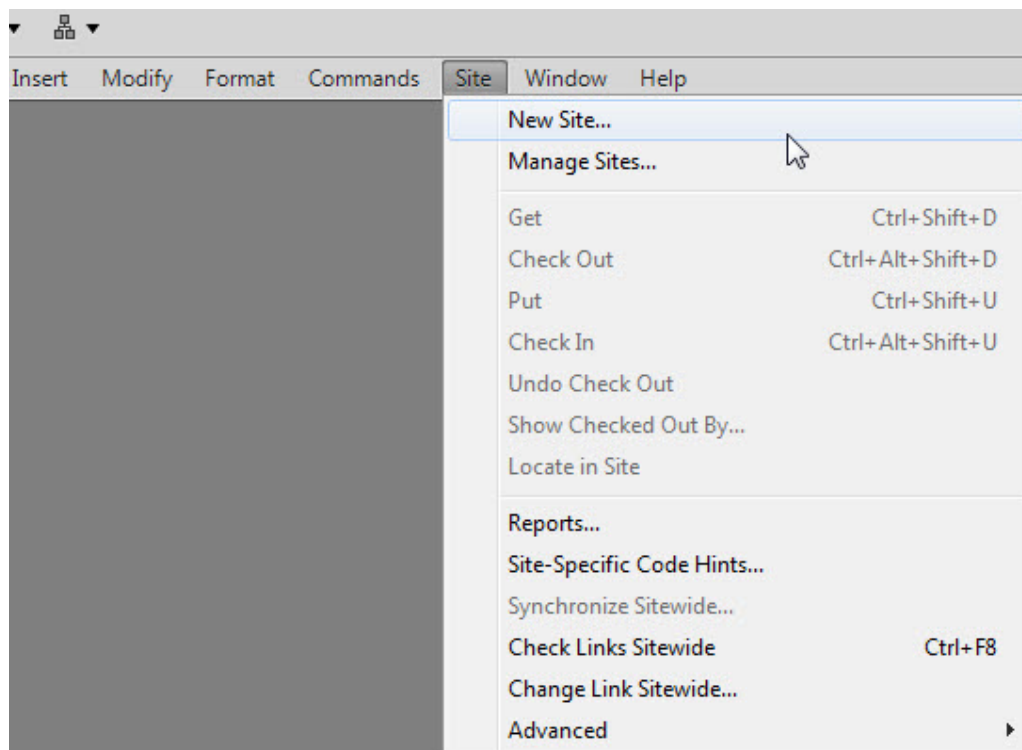 Insert Modify Format Commands Site Window Help
New Site...
Manage Sites...
Get Ctrl+Shift+D
Check Out Ctrl+Alt+Shift+D
Put Ctrl+Shift+U
Check In Ctrl+Alt+Shift+U
Undo Check Out
Show Checked Out By...
Locate in Site
Reports...
Site-Specific Code Hints...
Synchronize Sitewide...
Check Links Sitewide Ctrl+F8
Change Link Sitewide...
Advanced